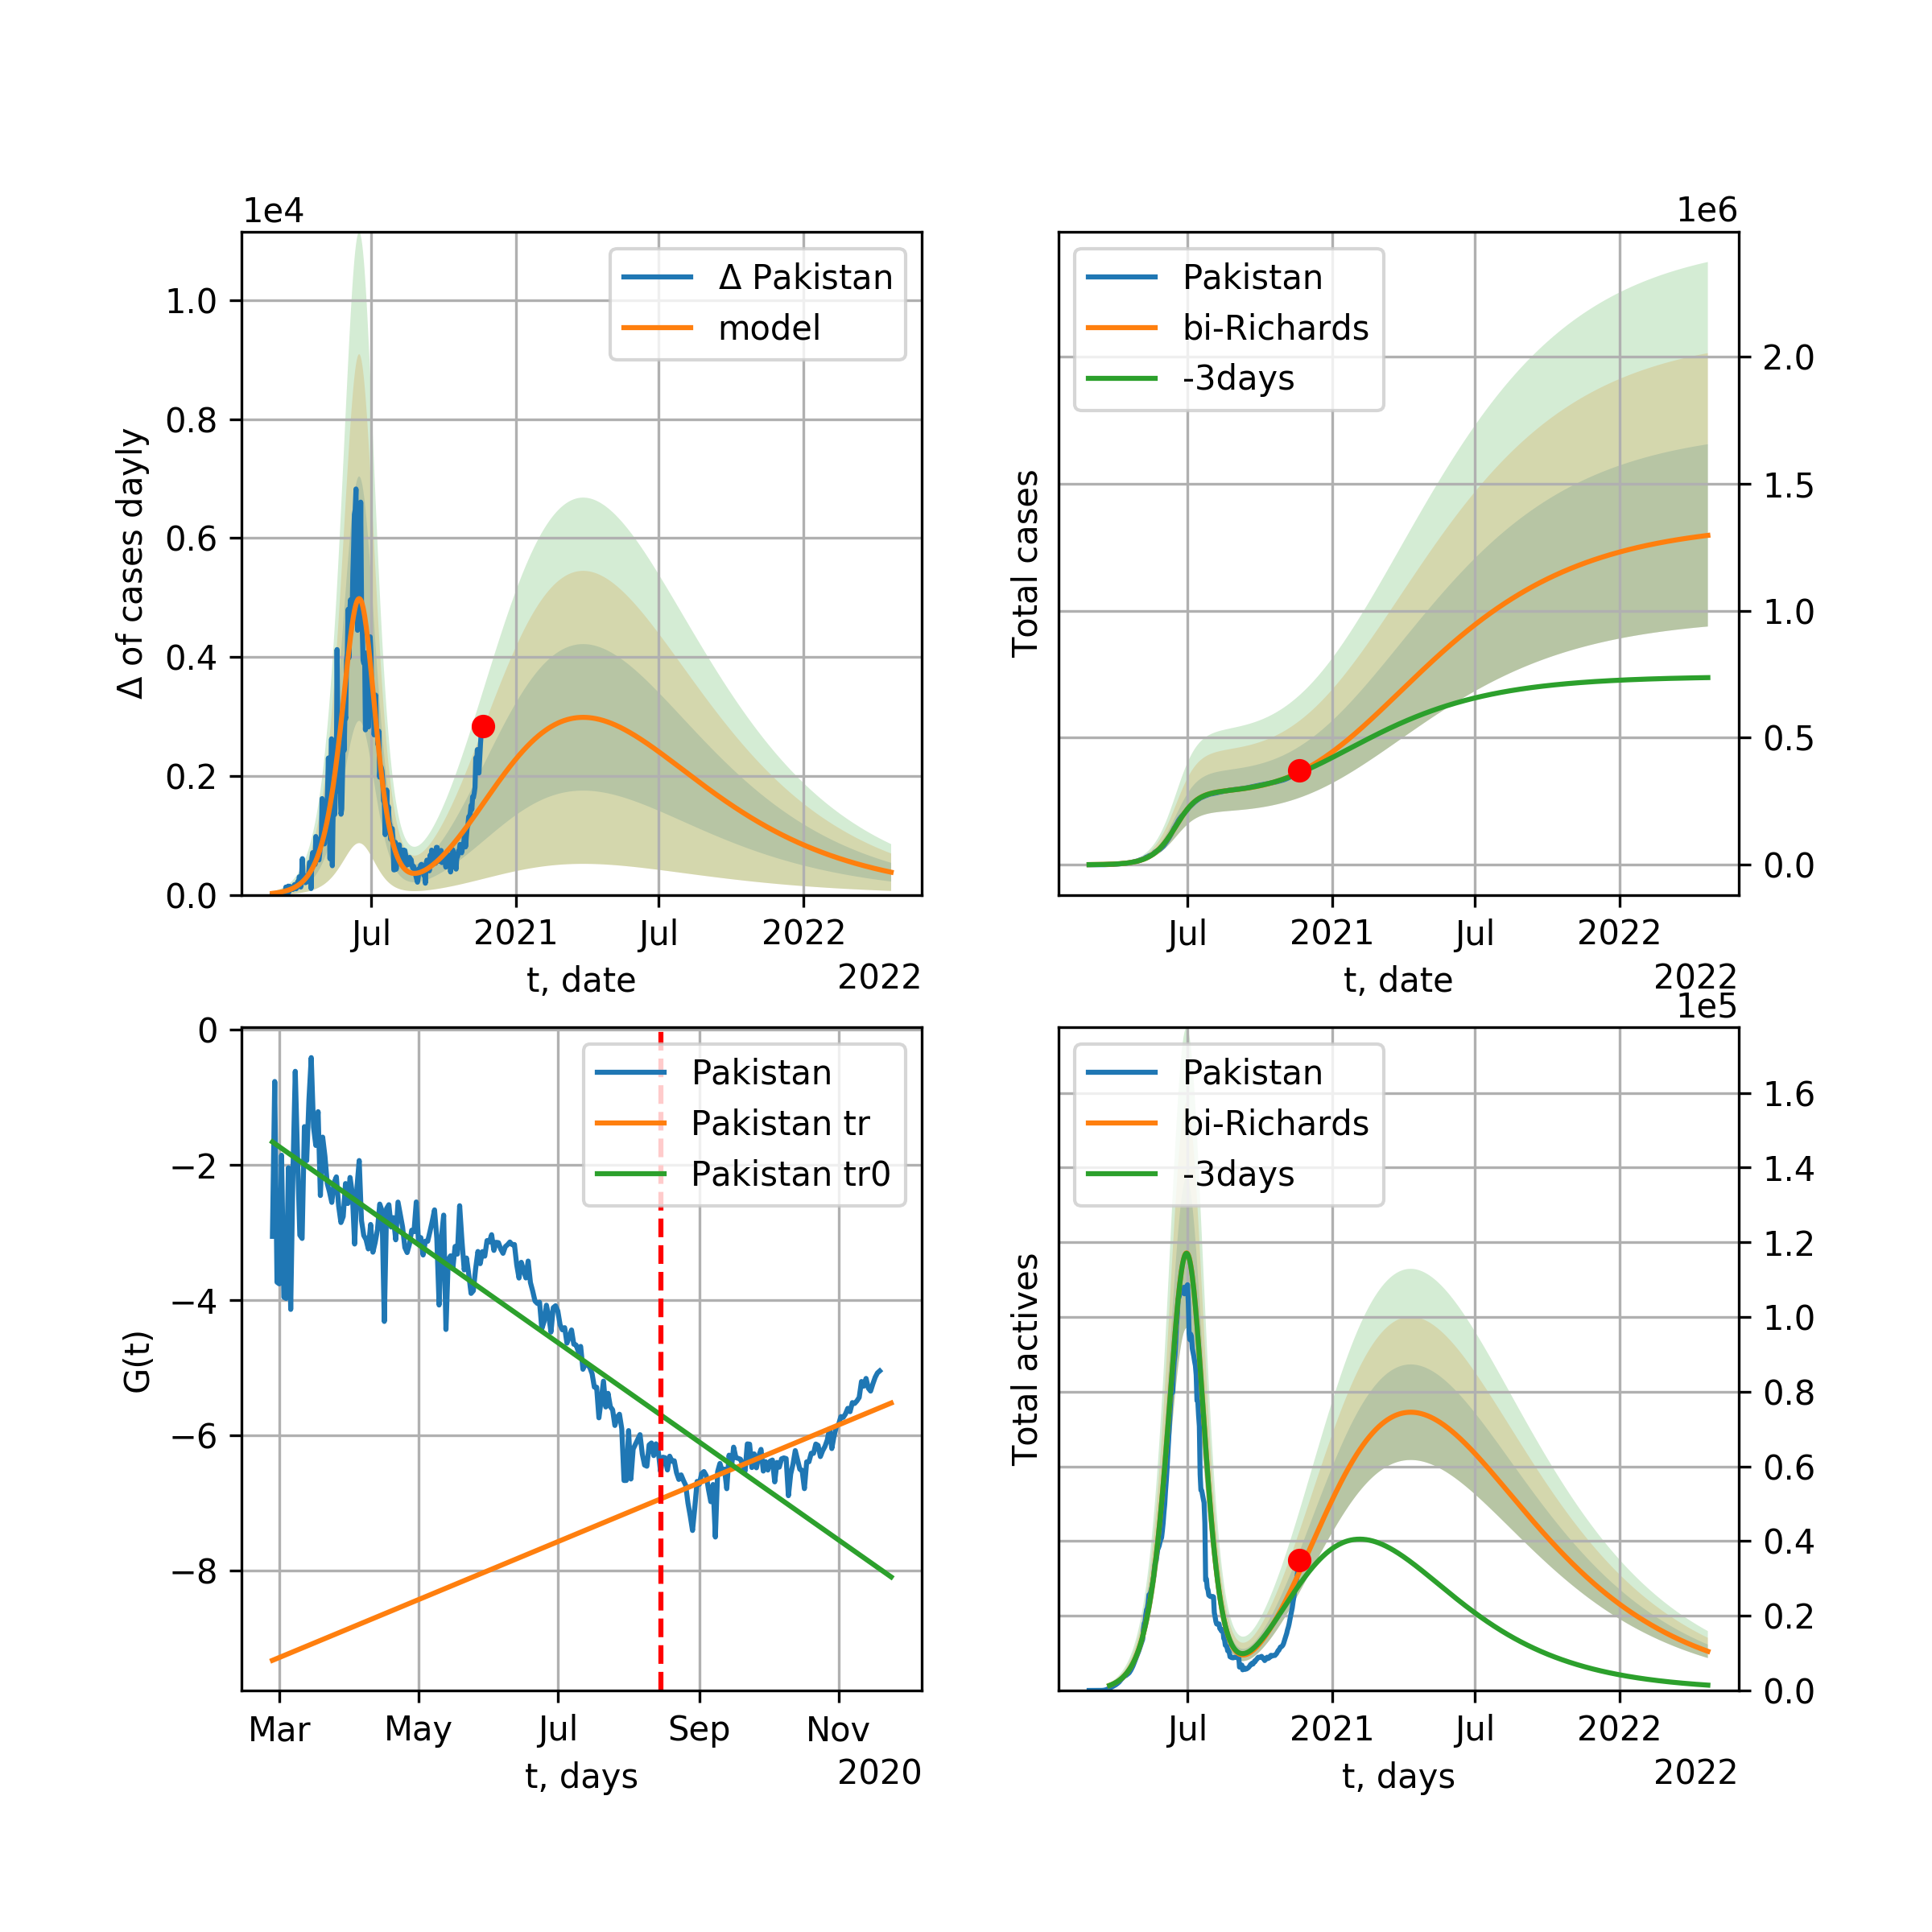 1e4
1.0
0.8
0.6
0.4
0.2
0.0
Δ of cases dayly
Δ Pakistan
model
Jul
2021
Jul
2022
t, date
2022
1e6
Pakistan
bi-Richards
-3days
2.0
1.5
1.0
0.5
0.0
Total cases
Jul
2021
Jul
2022
t, date
2022
0
−2
−4
−6
−8
G(t)
Pakistan
Pakistan tr
Pakistan tr0
Mar
May
Jul
Sep
Nov
t, days
2020
1e5
Pakistan
bi-Richards
-3days
1.6
1.4
1.2
1.0
0.8
0.6
0.4
0.2
0.0
Total actives
Jul
2021
Jul
2022
t, days
2022